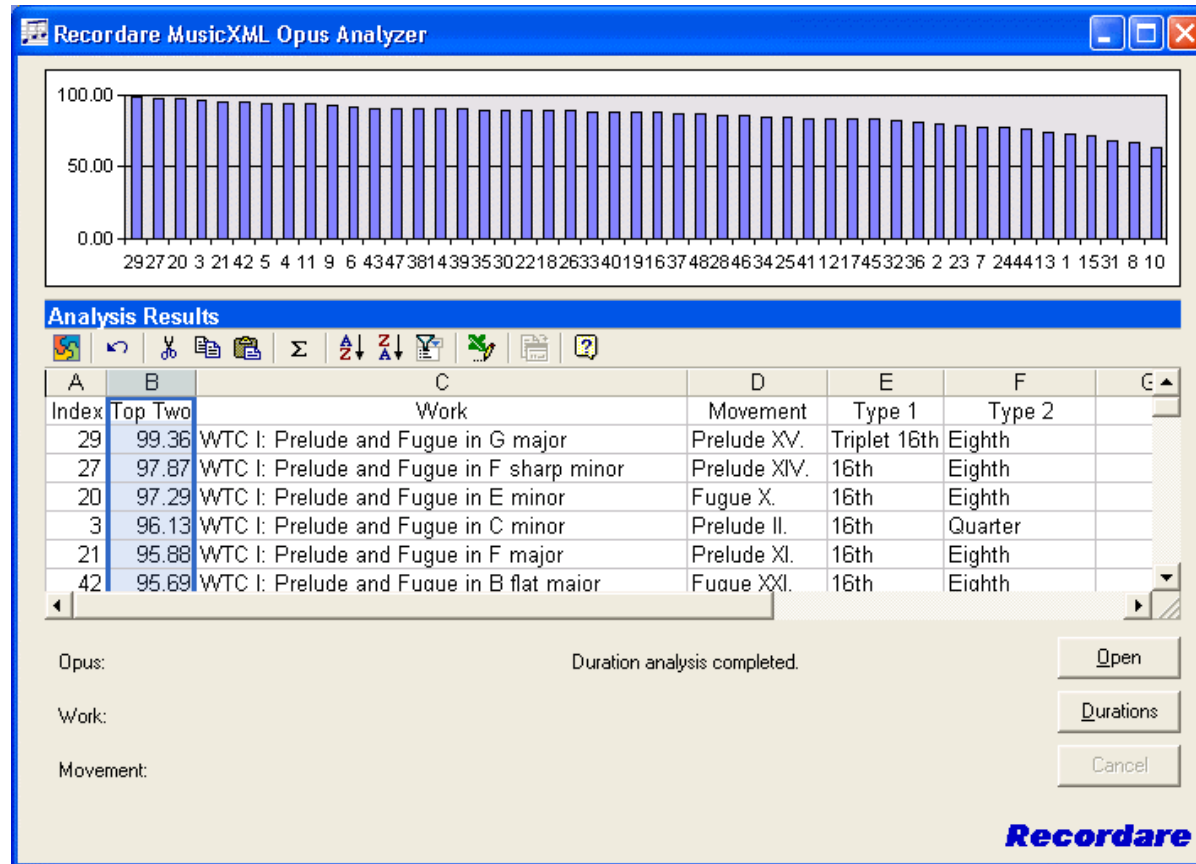 Recordare MusicXML Opus Analyzer
100.00
50.00
0.00
29 27 20 3 21 42 5 4 11 9 6 43 47 38 14 39 35 30 22 18 26 33 40 19 16 37 48 28 46 34 25 41 12 17 45 32 36 2 23 7 24 44 13 1 15 31 8 10
Analysis Results
A B C D E F G
Index Top Two Work Movement Type 1 Type 2
29 99.36 WTC I: Prelude and Fugue in G major Prelude XV. Triplet 16th Eighth
27 97.87 WTC I: Prelude and Fugue in F sharp minor Prelude XIV. 16th Eighth
20 97.29 WTC I: Prelude and Fugue in E minor Fugue X. 16th Eighth
3 96.13 WTC I: Prelude and Fugue in C minor Prelude II. 16th Quarter
21 95.88 WTC I: Prelude and Fugue in F major Prelude XI. 16th Eighth
42 95.69 WTC I: Prelude and Fugue in B flat major Fugue XXI. 16th Eighth
Opus: Duration analysis completed. Open
Work: Durations
Movement: Cancel
Recordare